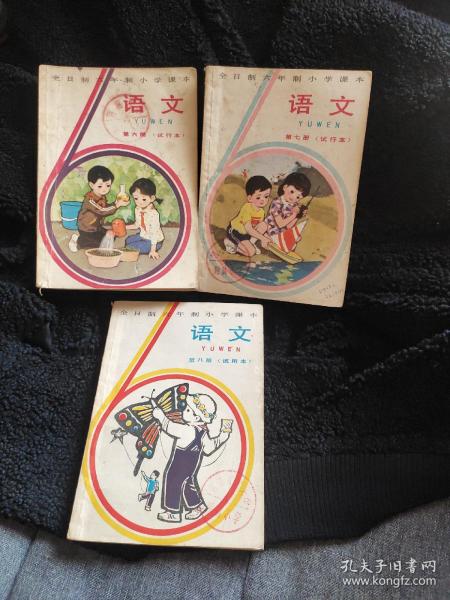 全日制六年制小学课本
语文
YUWEN
第六册（试行本）
全日制六年制小学课本
语文
YUWEN
第七册（试行本）
全日制六年制小学课本
语文
YUWEN
第八册（试用本）
孔夫子旧书网
www.kongfz.com